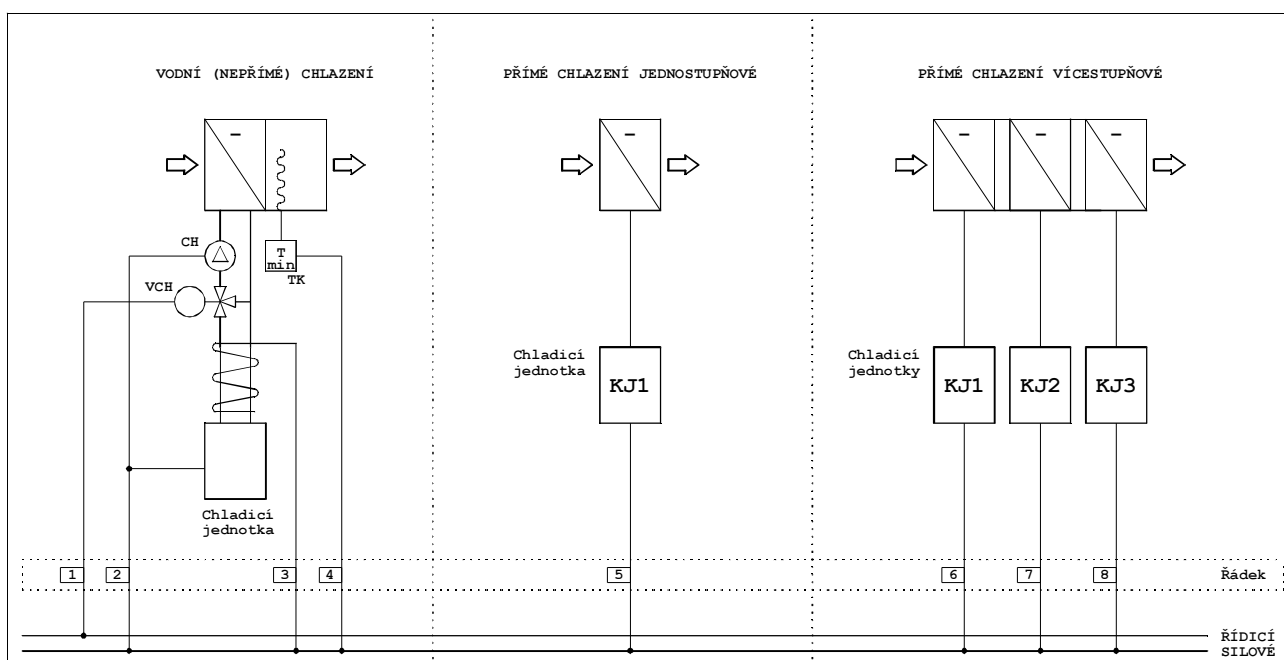 VODNÍ (NEPŘÍMÉ) CHLAZENÍ
PŘÍMÉ CHLAZENÍ JEDNOSTUPŇOVÉ
PŘÍMÉ CHLAZENÍ VÍCESTUPŇOVÉ
CH
T
min
TK
VCH
Chladicí
jednotka
Chladicí
jednotka
KJ1
Chladicí
jednotky
KJ1
KJ2
KJ3
1
2
3
4
5
6
7
8
Řádek
ŘÍDICÍ
SILOVÉ